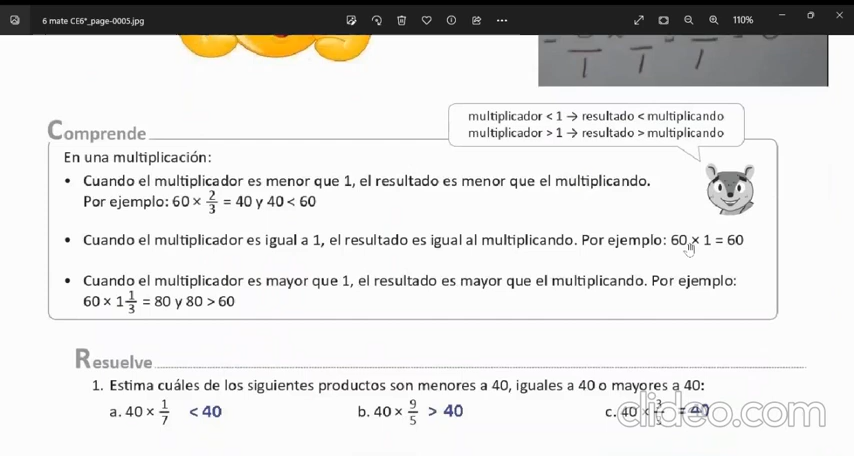 6 mate CE6*_page-0005.jpg
110%
multiplicador < 1 → resultado < multiplicando
multiplicador > 1 → resultado > multiplicando
Comprende
En una multiplicación:
• Cuando el multiplicador es menor que 1, el resultado es menor que el multiplicando.
Por ejemplo: 60 × 2/3 = 40 y 40 < 60
• Cuando el multiplicador es igual a 1, el resultado es igual al multiplicando. Por ejemplo: 60 × 1 = 60
• Cuando el multiplicador es mayor que 1, el resultado es mayor que el multiplicando. Por ejemplo:
60 × 1 1/3 = 80 y 80 > 60
Resuelve
1. Estima cuáles de los siguientes productos son menores a 40, iguales a 40 o mayores a 40:
a. 40 × 1/7 < 40 b. 40 × 9/5 > 40 c. 40 × = 40
clideo.com